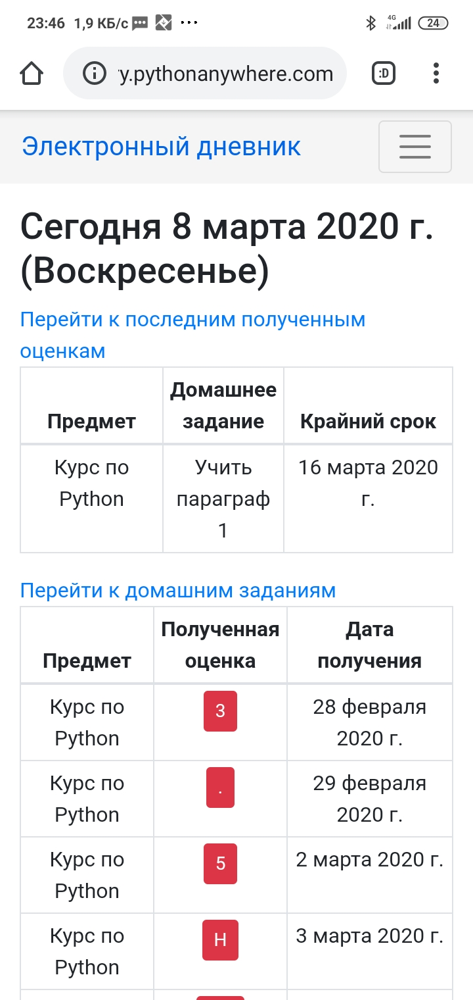 23:46 1,9 КБ/с 4G 24
y.pythonanywhere.com :D
Электронный дневник
Сегодня 8 марта 2020 г.
(Воскресенье)
Перейти к последним полученным
оценкам
Предмет Домашнее задание Крайний срок
Курс по Python Учить параграф 1 16 марта 2020 г.
Перейти к домашним заданиям
Предмет Полученная оценка Дата получения
Курс по Python 3 28 февраля 2020 г.
Курс по Python . 29 февраля 2020 г.
Курс по Python 5 2 марта 2020 г.
Курс по Python Н 3 марта 2020 г.